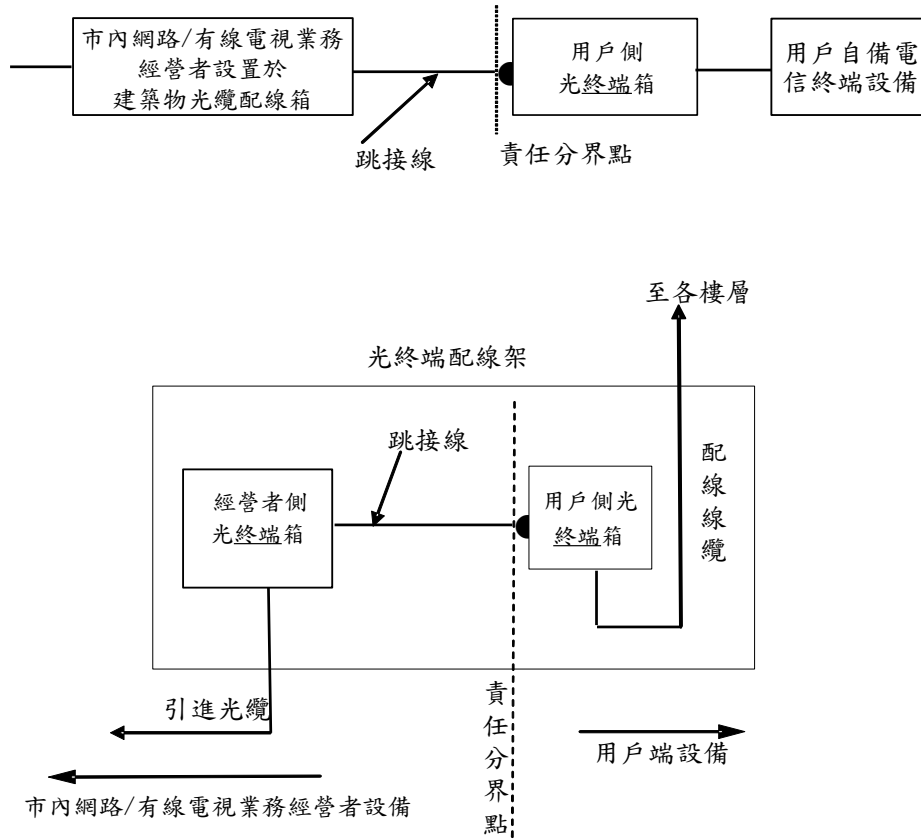 市內網路/有線電視業務
經營者設置於
建築物光纜配線箱
用戶側
光終端箱
用戶自備電
信終端設備
跳接線
責任分界點
至各樓層
光終端配線架
跳接線
配線線纜
經營者側
光終端箱
用戶側光
終端箱
引進光纜
責任分界點
用戶端設備
市內網路/有線電視業務經營者設備